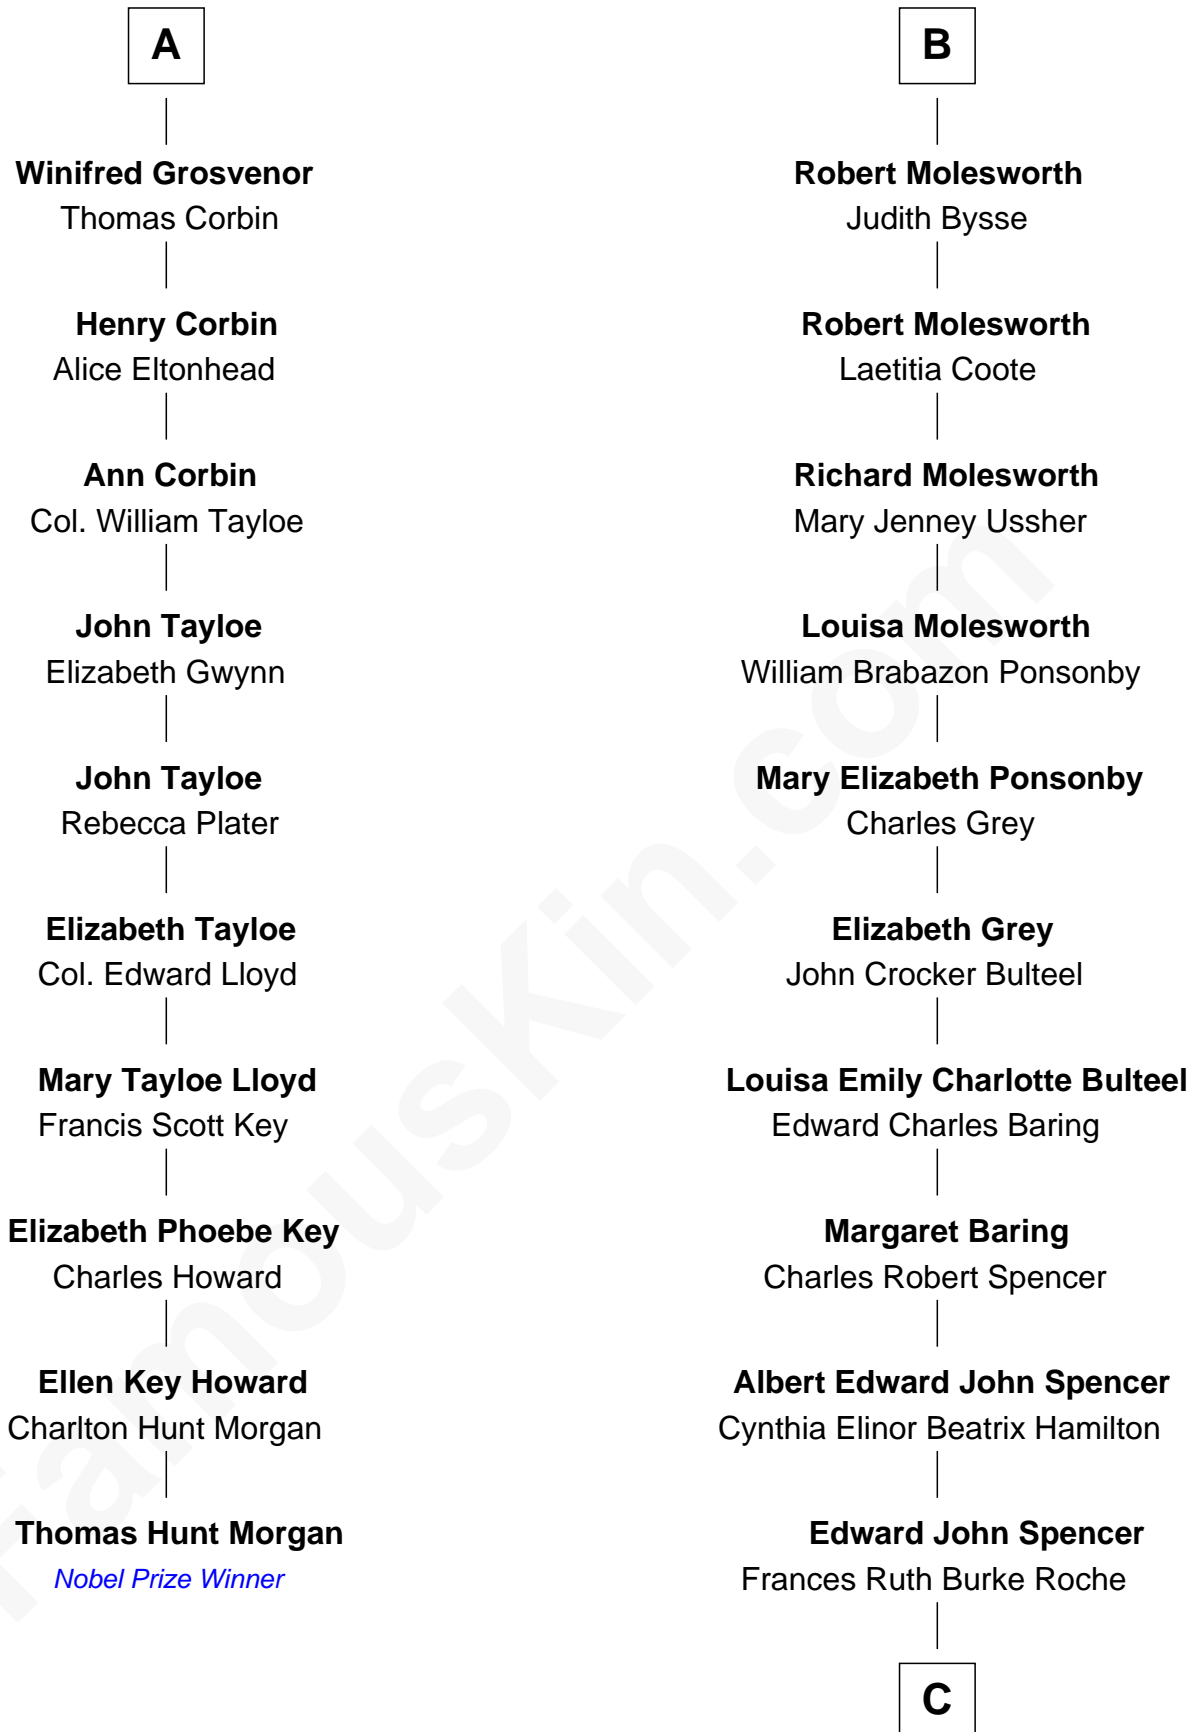 A
Winifred Grosvenor
Thomas Corbin
Henry Corbin
Alice Eltonhead
Ann Corbin
Col. William Tayloe
John Tayloe
Elizabeth Gwynn
John Tayloe
Rebecca Plater
Elizabeth Tayloe
Col. Edward Lloyd
Mary Tayloe Lloyd
Francis Scott Key
Elizabeth Phoebe Key
Charles Howard
Ellen Key Howard
Charlton Hunt Morgan
Thomas Hunt Morgan
Nobel Prize Winner
B
Robert Molesworth
Judith Bysse
Robert Molesworth
Laetitia Coote
Richard Molesworth
Mary Jenney Ussher
Louisa Molesworth
William Brabazon Ponsonby
Mary Elizabeth Ponsonby
Charles Grey
Elizabeth Grey
John Crocker Bulteel
Louisa Emily Charlotte Bulteel
Edward Charles Baring
Margaret Baring
Charles Robert Spencer
Albert Edward John Spencer
Cynthia Elinor Beatrix Hamilton
Edward John Spencer
Frances Ruth Burke Roche
C
FamousKin.com